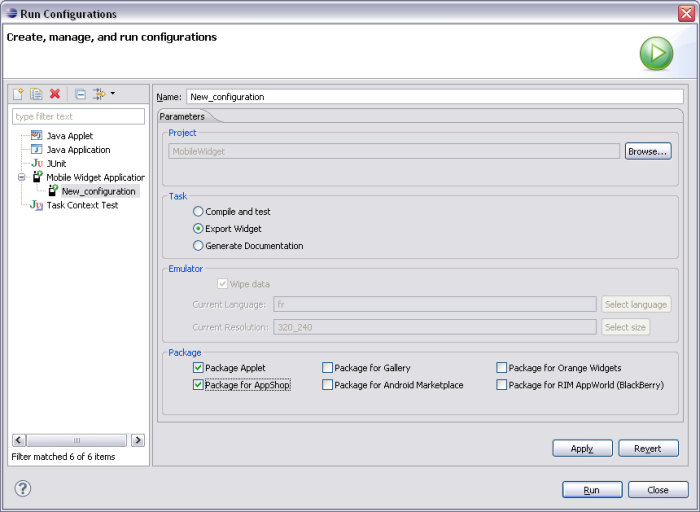 Run Configurations
Create, manage, and run configurations
type filter text
Java Applet
Java Application
Ju JUnit
Mobile Widget Application
New_configuration
Ju Task Context Test
Filter matched 6 of 6 items
Name: New_configuration
Parameters
Project
MobileWidget Browse...
Task
Compile and test
Export Widget
Generate Documentation
Emulator
Wipe data
Current Language: fr Select language
Current Resolution: 320_240 Select size
Package
Package Applet Package for Gallery Package for Orange Widgets
Package for AppShop Package for Android Marketplace Package for RIM AppWorld (BlackBerry)
Apply Revert
? Run Close